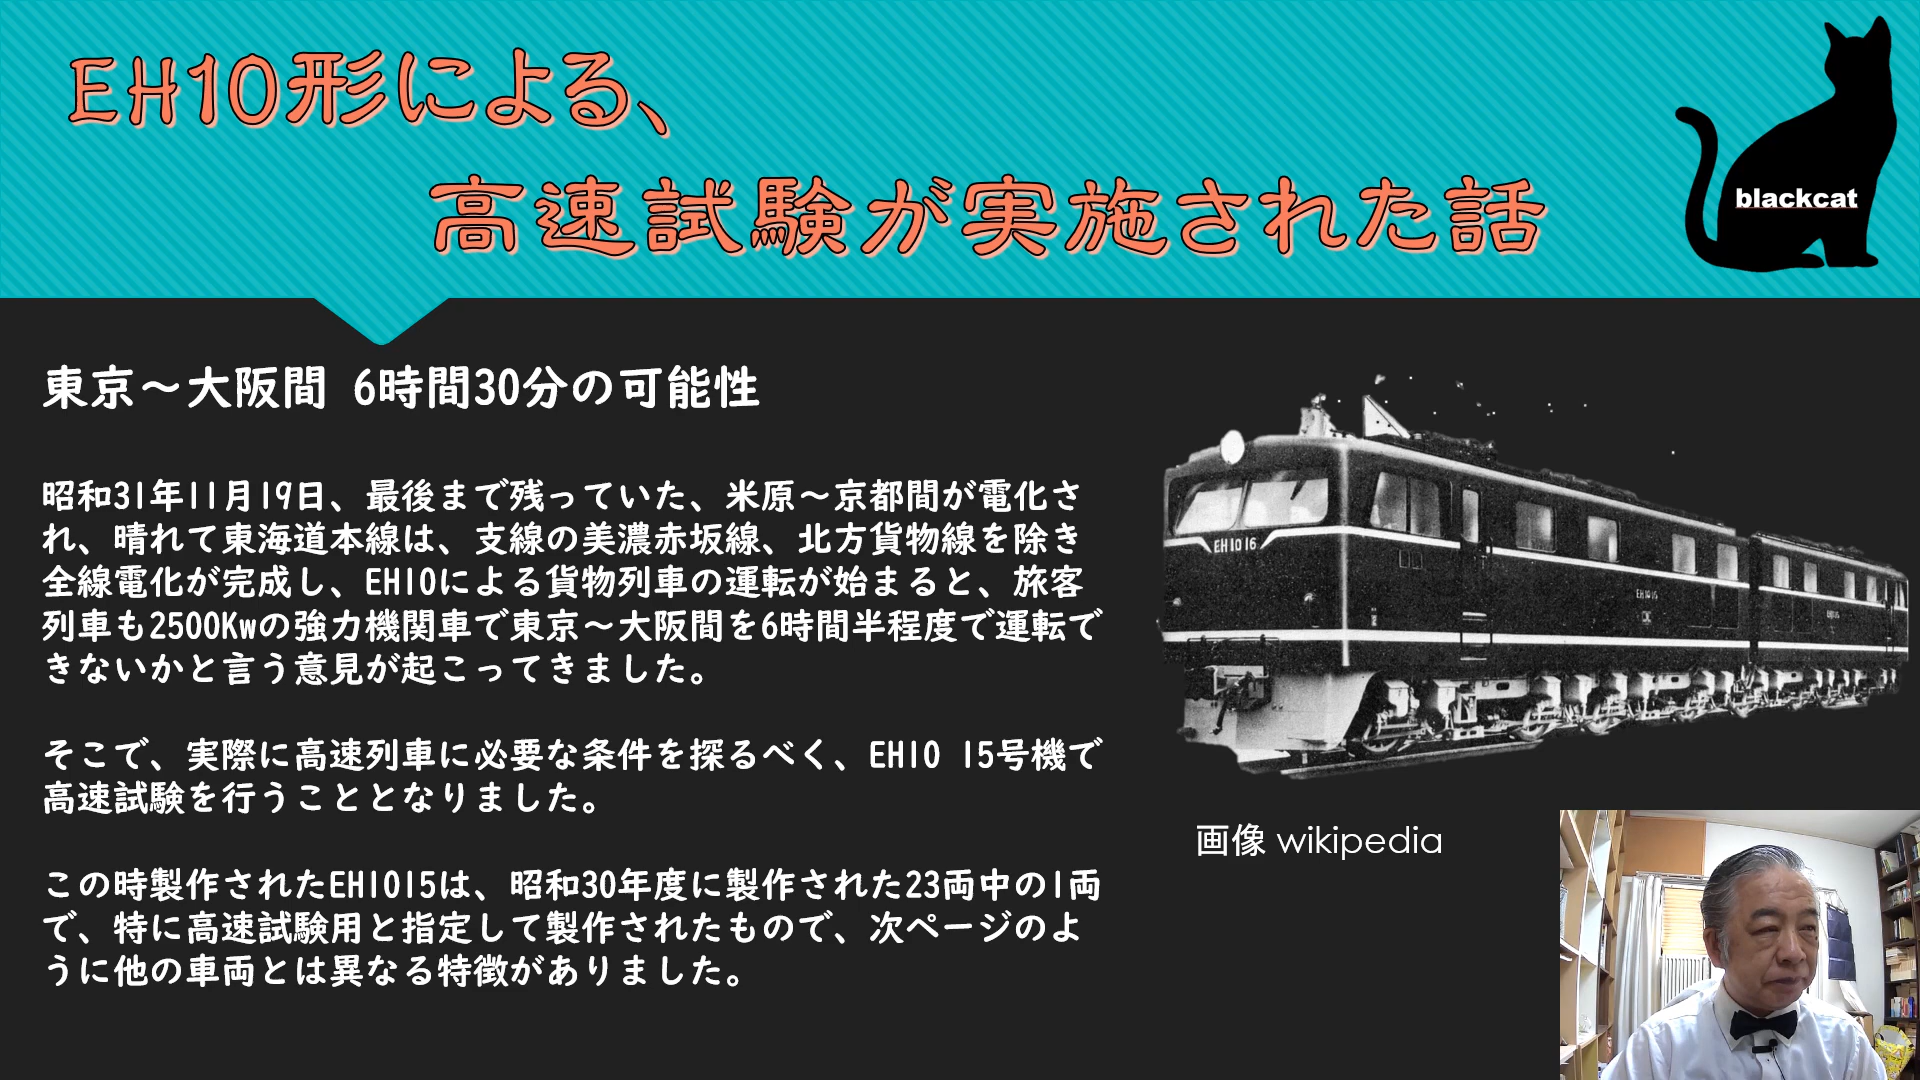 EH10形による、
高速試験が実施された話
blackcat
東京～大阪間 6時間30分の可能性
昭和31年11月19日、最後まで残っていた、米原～京都間が電化さ
れ、晴れて東海道本線は、支線の美濃赤坂線、北方貨物線を除き
全線電化が完成し、EH10による貨物列車の運転が始まると、旅客
列車も2500Kwの強力機関車で東京～大阪間を6時間半程度で運転で
きないかと言う意見が起こってきました。
そこで、実際に高速列車に必要な条件を探るべく、EH10 15号機で
高速試験を行うこととなりました。
この時製作されたEH1015は、昭和30年度に製作された23両中の1両
で、特に高速試験用と指定して製作されたもので、次ページのよ
うに他の車両とは異なる特徴がありました。
EH10 16
画像 wikipedia